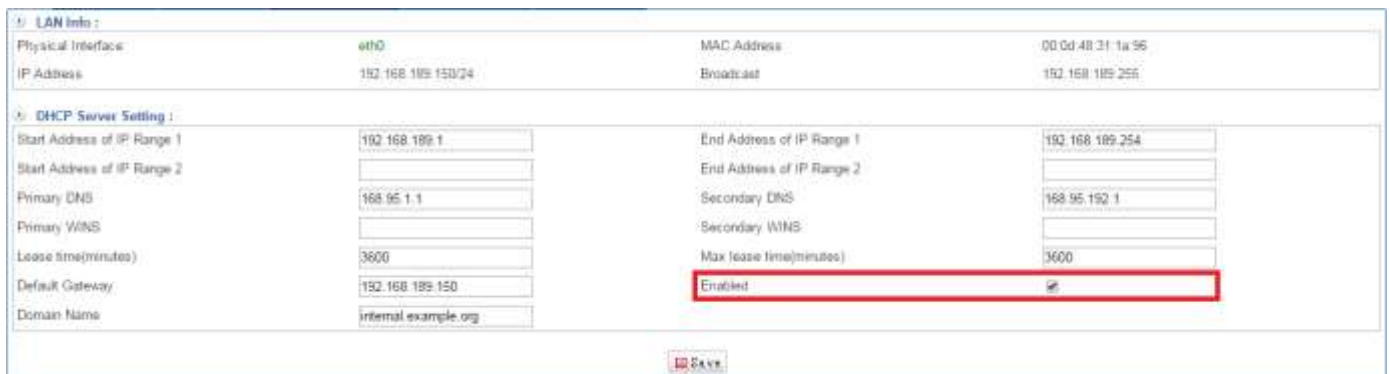 LAN Info :
Physical Interface eth0 MAC Address 00:0d:48:31:1a:96
IP Address 192.168.189.150/24 Broadcast 192.168.189.255
DHCP Server Setting :
Start Address of IP Range 1 192.168.189.1 End Address of IP Range 1 192.168.189.254
Start Address of IP Range 2 End Address of IP Range 2
Primary DNS 168.95.1.1 Secondary DNS 168.95.192.1
Primary WINS Secondary WINS
Lease time(minutes) 3600 Max lease time(minutes) 3600
Default Gateway 192.168.189.150 Enabled
Domain Name internal.example.org
Save